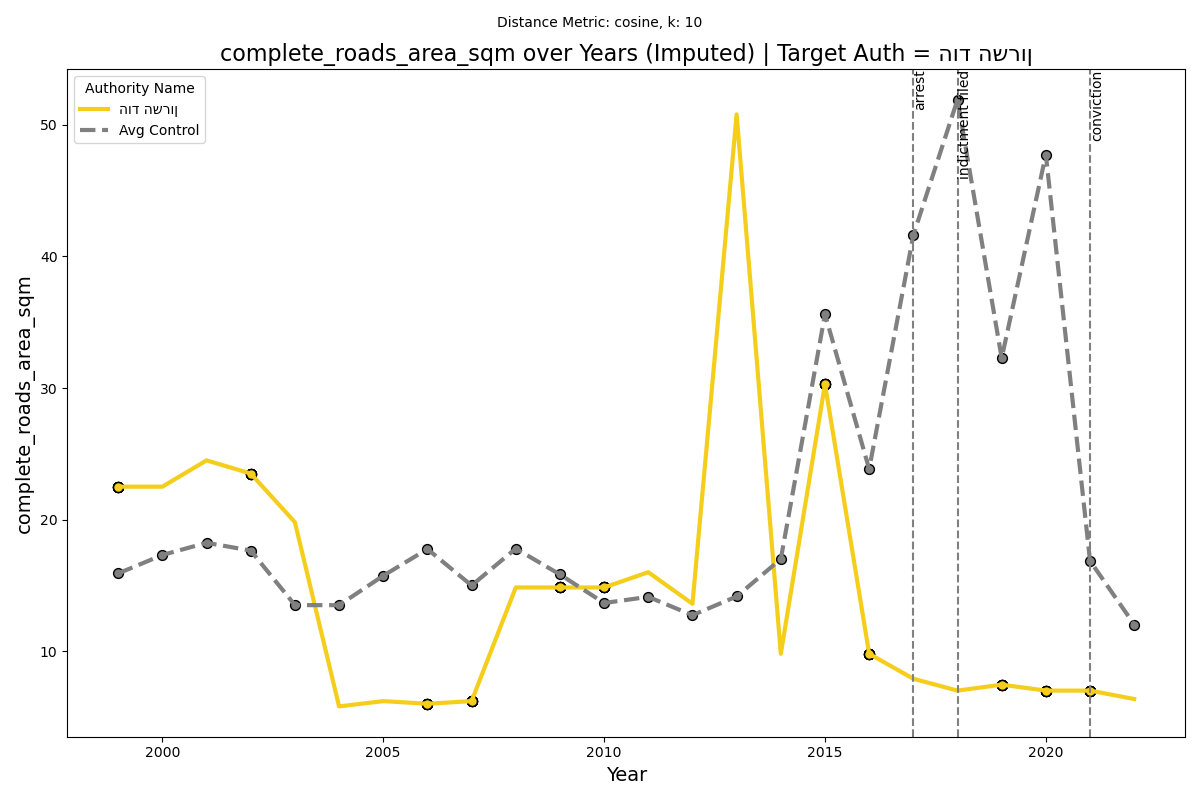 Distance Metric: cosine, k: 10
complete_roads_area_sqm over Years (Imputed) | Target Auth = הוד השרון
Authority Name
הוד השרון
Avg Control
arrest
indictment filed
conviction
complete_roads_area_sqm
50
40
30
20
10
2000
2005
2010
2015
2020
Year